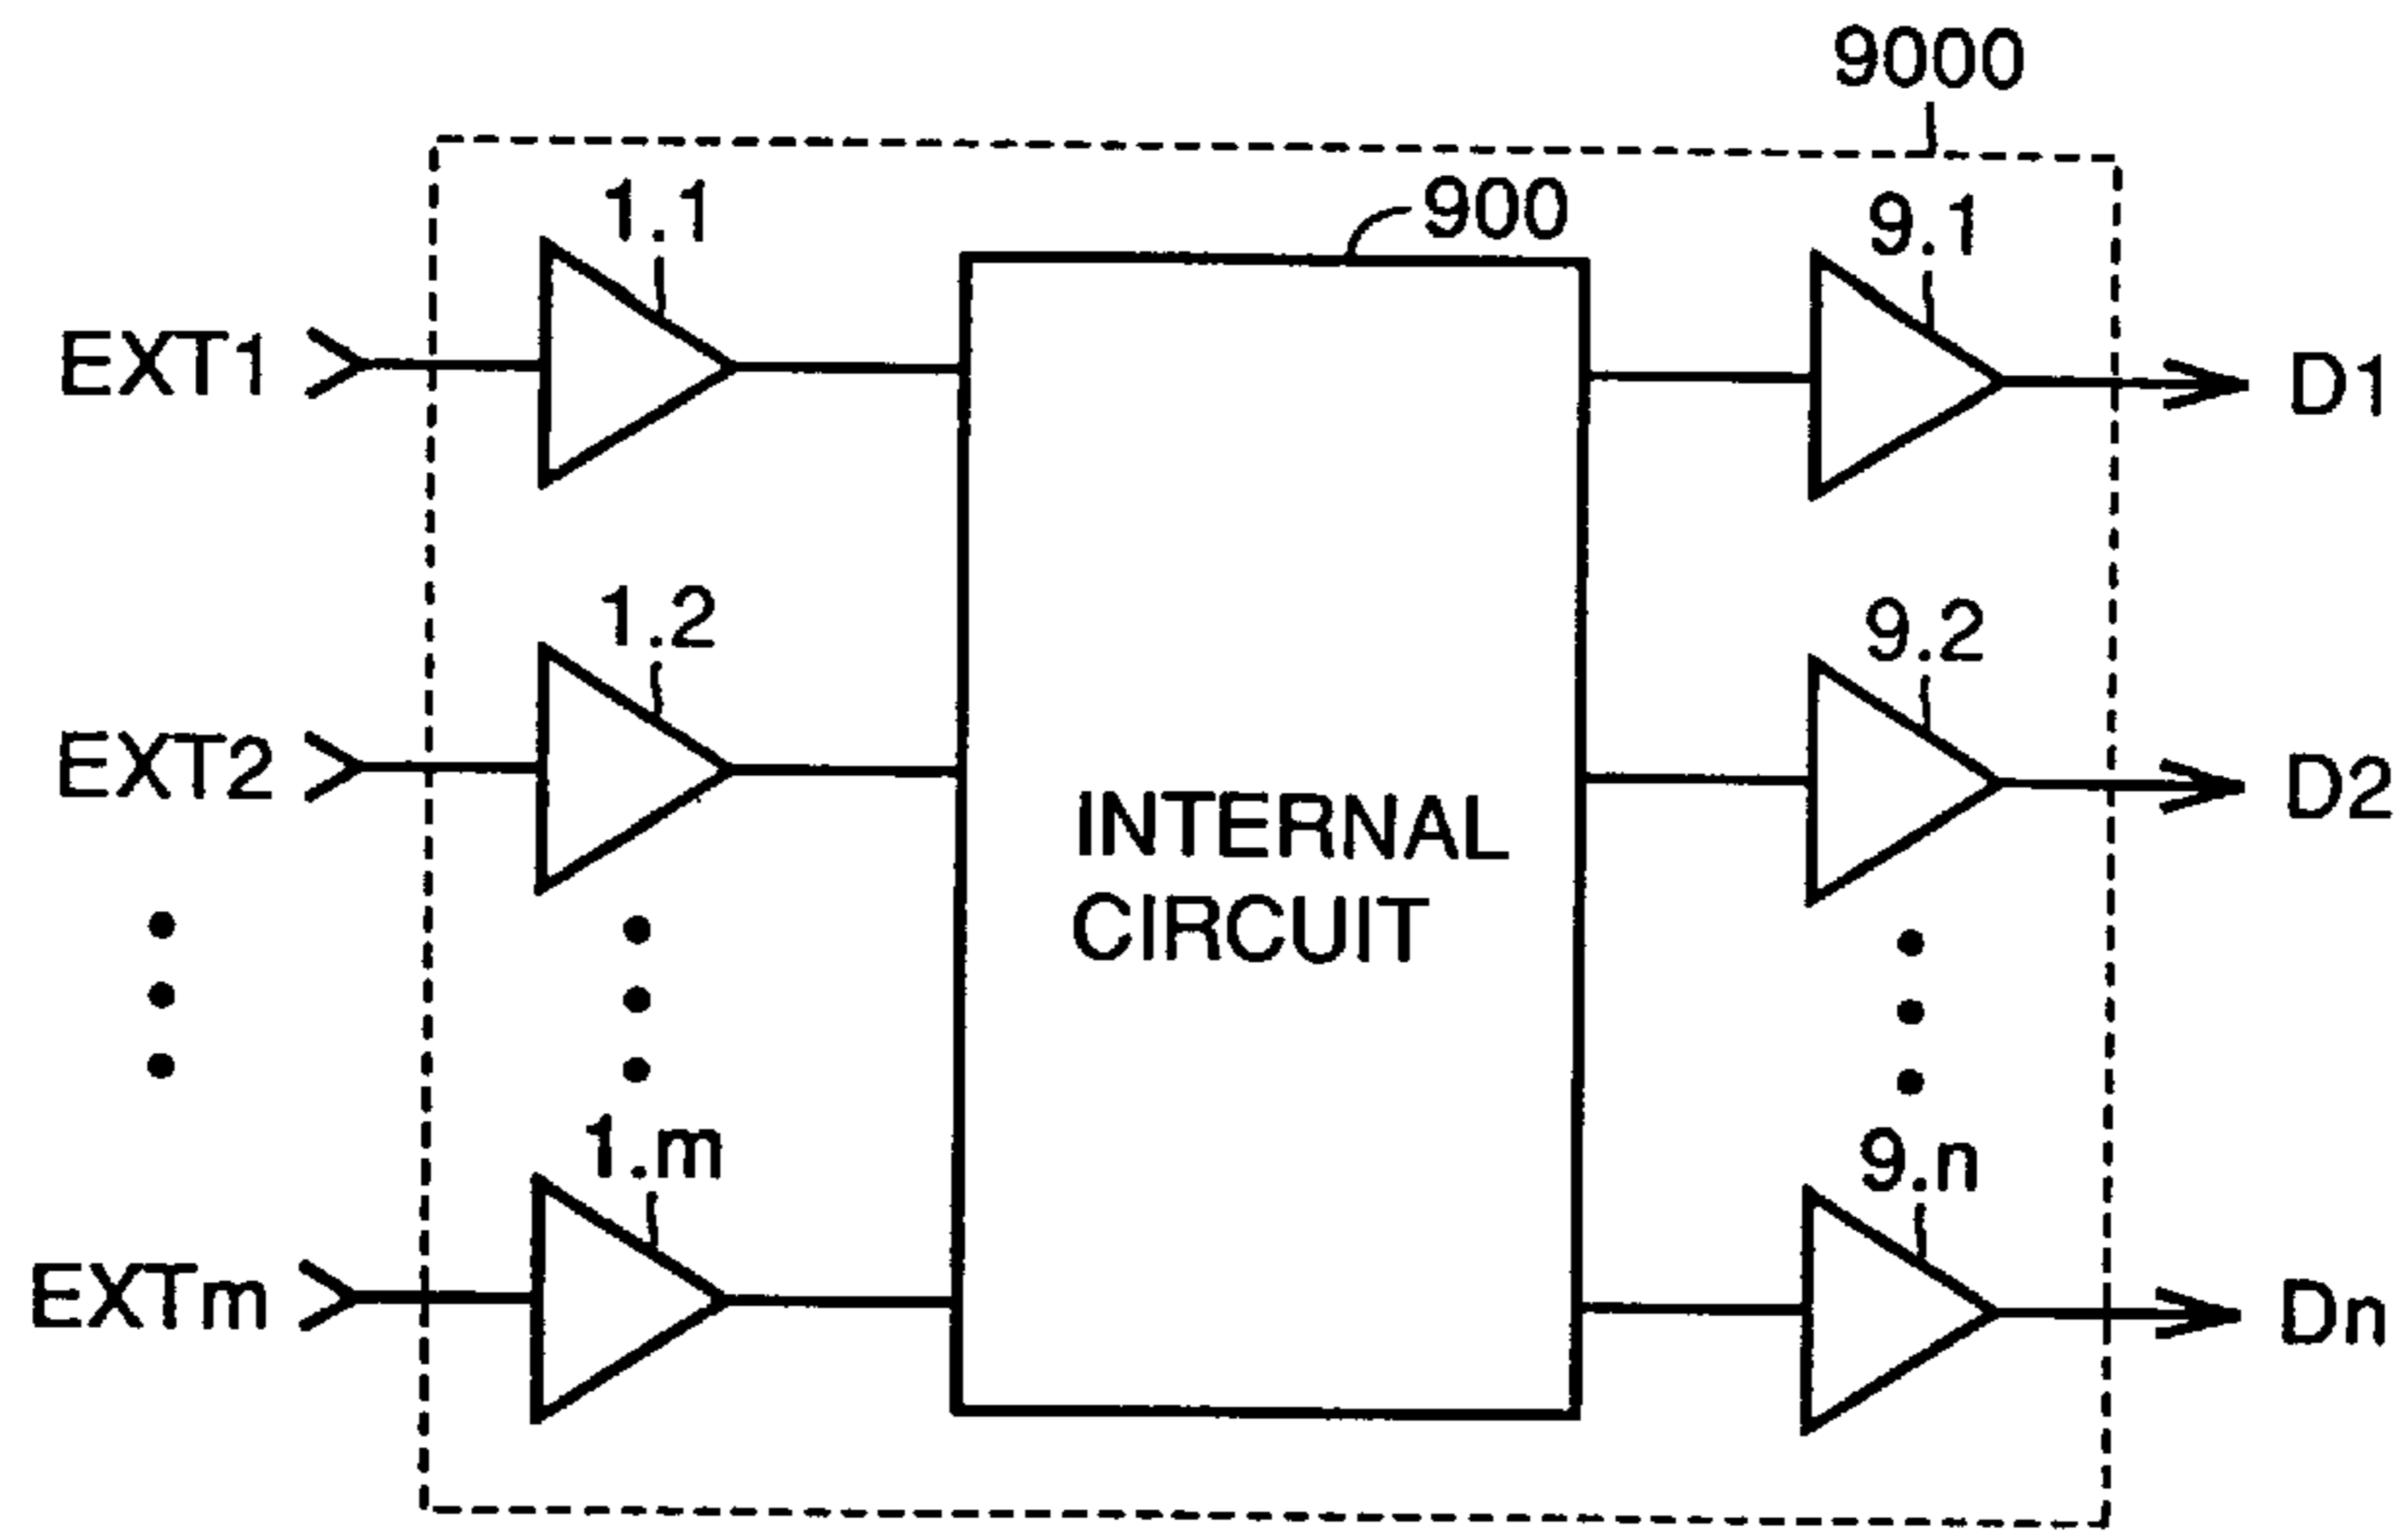 9000
1.1
900
9.1
EXT1
D1
1.2
9.2
EXT2
D2
INTERNAL
CIRCUIT
1.m
9.n
EXTm
Dn